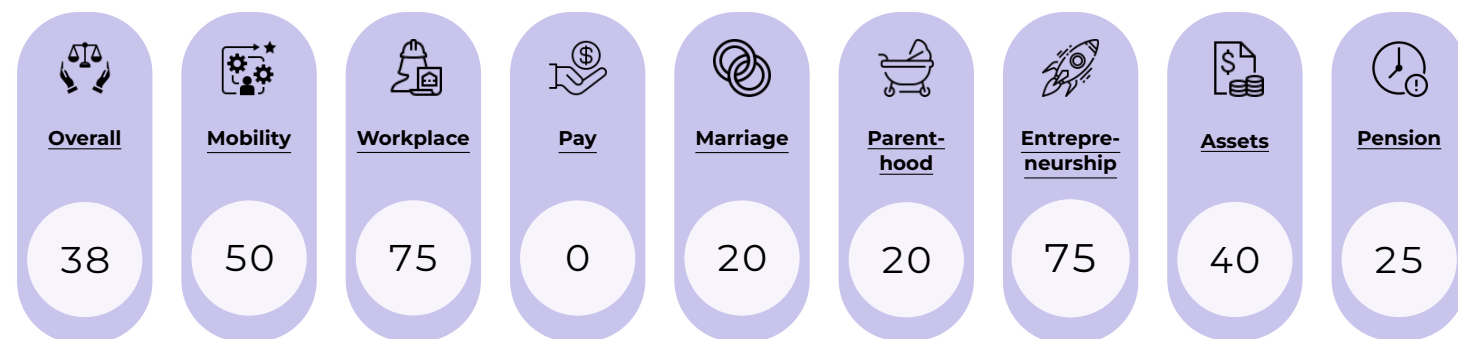 Overall
Mobility
Workplace
Pay
Marriage
Parent-
hood
Entrepre-
neurship
Assets
Pension
38
50
75
0
20
20
75
40
25